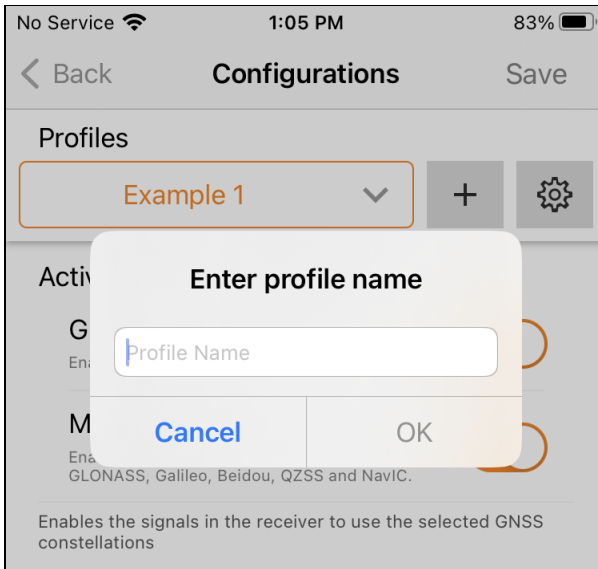 No Service 1:05 PM 83%
Back Configurations Save
Profiles
Example 1 +
Enter profile name
Profile Name
Cancel OK
GLONASS, Galileo, Beidou, QZSS and NavIC.
Enables the signals in the receiver to use the selected GNSS
constellations